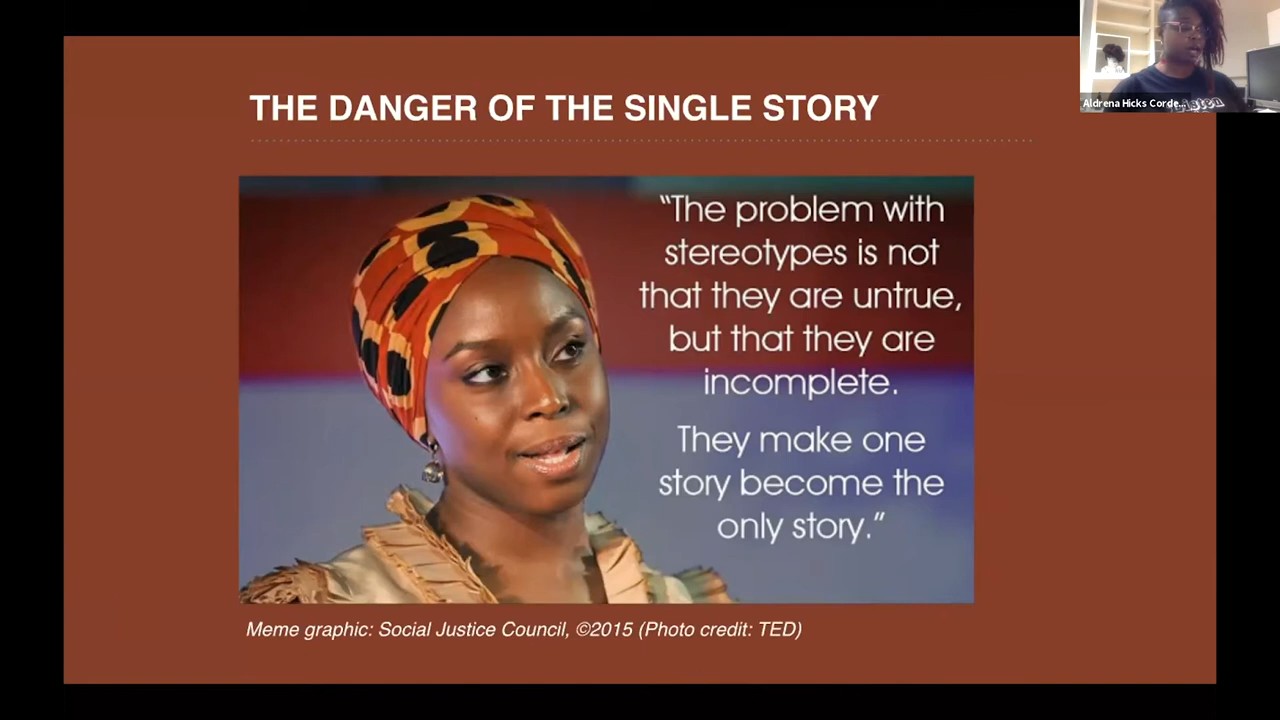 THE DANGER OF THE SINGLE STORY
“The problem with
stereotypes is not
that they are untrue,
but that they are
incomplete.
They make one
story become the
only story.”
Meme graphic: Social Justice Council, ©2015 (Photo credit: TED)
Aldrena Hicks Corde...